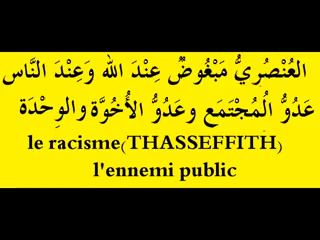 العُنْصُرِيُّ مَبْغُوضٌ عِنْدَ الله وَعِنْدَ النَّاس
عَدُوُّ الُمُجْتَمَع وعَدُوُّ الأُخُوَّة والوِحْدَة
le racisme(THASSEFFITH)
l'ennemi public